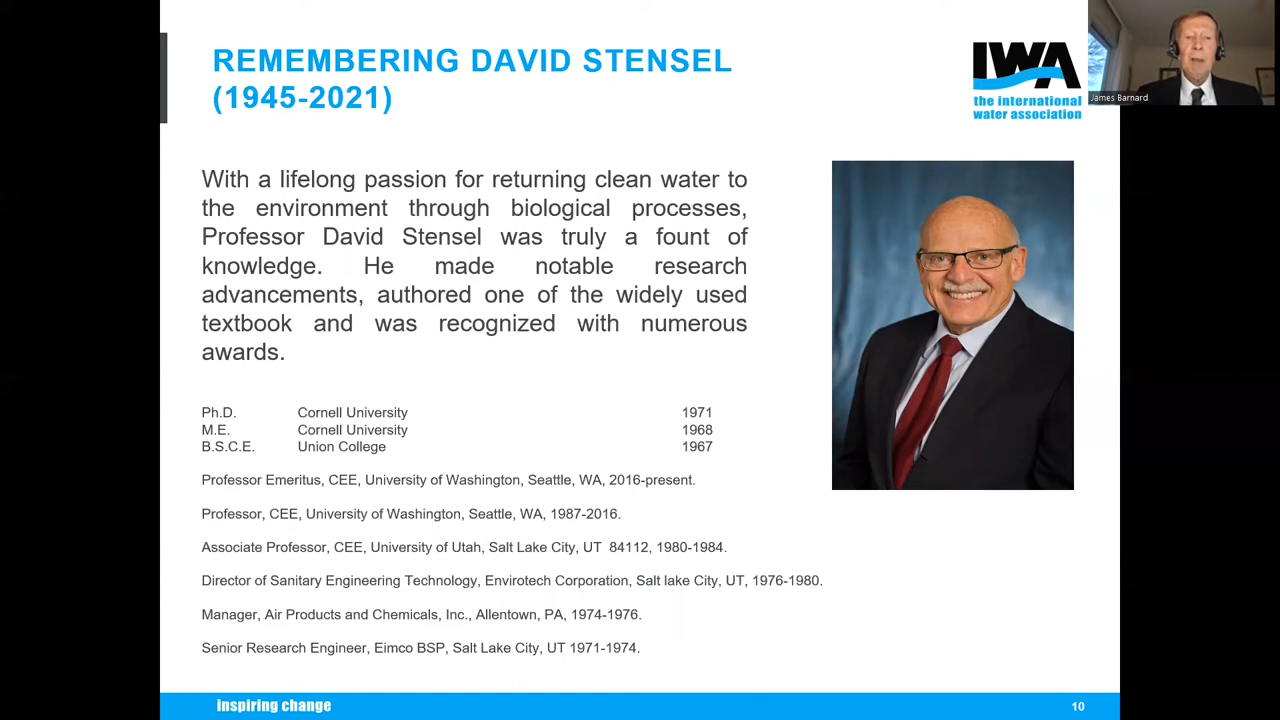 REMEMBERING DAVID STENSEL
(1945-2021)
IWA
the international
water association
James Barnard
With a lifelong passion for returning clean water to
the environment through biological processes,
Professor David Stensel was truly a fount of
knowledge. He made notable research
advancements, authored one of the widely used
textbook and was recognized with numerous
awards.
Ph.D. Cornell University 1971
M.E. Cornell University 1968
B.S.C.E. Union College 1967
Professor Emeritus, CEE, University of Washington, Seattle, WA, 2016-present.
Professor, CEE, University of Washington, Seattle, WA, 1987-2016.
Associate Professor, CEE, University of Utah, Salt Lake City, UT 84112, 1980-1984.
Director of Sanitary Engineering Technology, Envirotech Corporation, Salt lake City, UT, 1976-1980.
Manager, Air Products and Chemicals, Inc., Allentown, PA, 1974-1976.
Senior Research Engineer, Eimco BSP, Salt Lake City, UT 1971-1974.
inspiring change 10